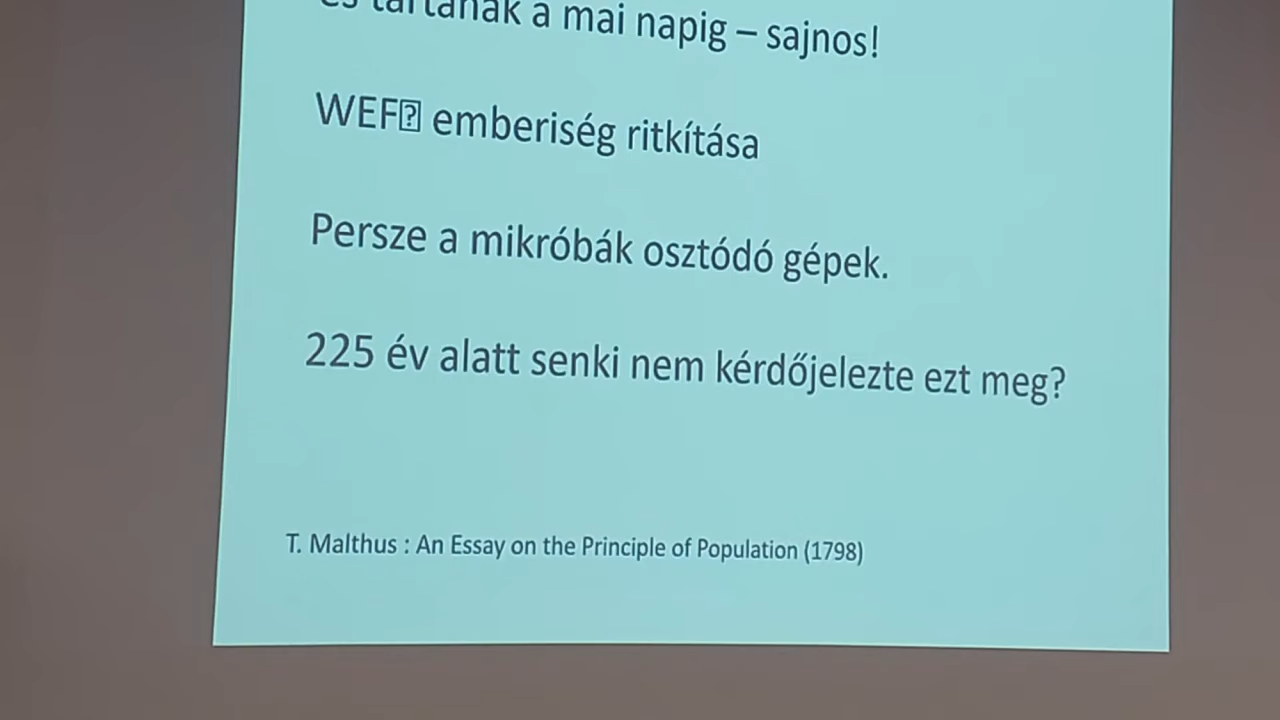 és tartanak a mai napig – sajnos!
WEF⍰ emberiség ritkítása
Persze a mikróbák osztódó gépek.
225 év alatt senki nem kérdőjelezte ezt meg?
T. Malthus : An Essay on the Principle of Population (1798)